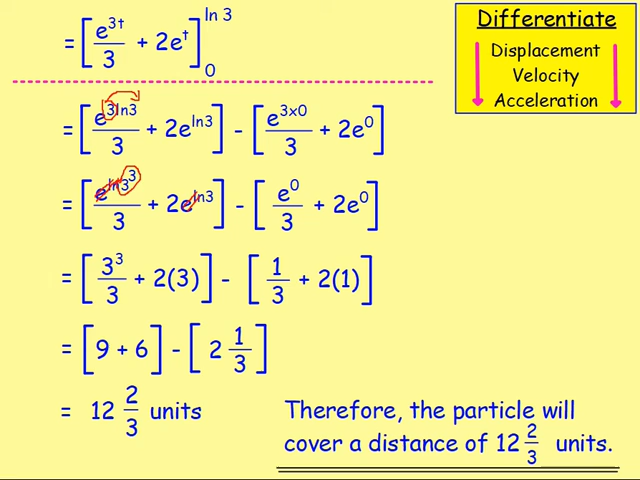 = [e^{3t}/3 + 2e^t]_0^{ln 3}
Differentiate
Displacement
Velocity
Acceleration
= [e^{3ln3}/3 + 2e^{ln3}] - [e^{3x0}/3 + 2e^0]
= [e^{ln3^3}/3 + 2e^{ln3}] - [e^0/3 + 2e^0]
= [3^3/3 + 2(3)] - [1/3 + 2(1)]
= [9 + 6] - [2 1/3]
= 12 2/3 units
Therefore, the particle will
cover a distance of 12 2/3 units.